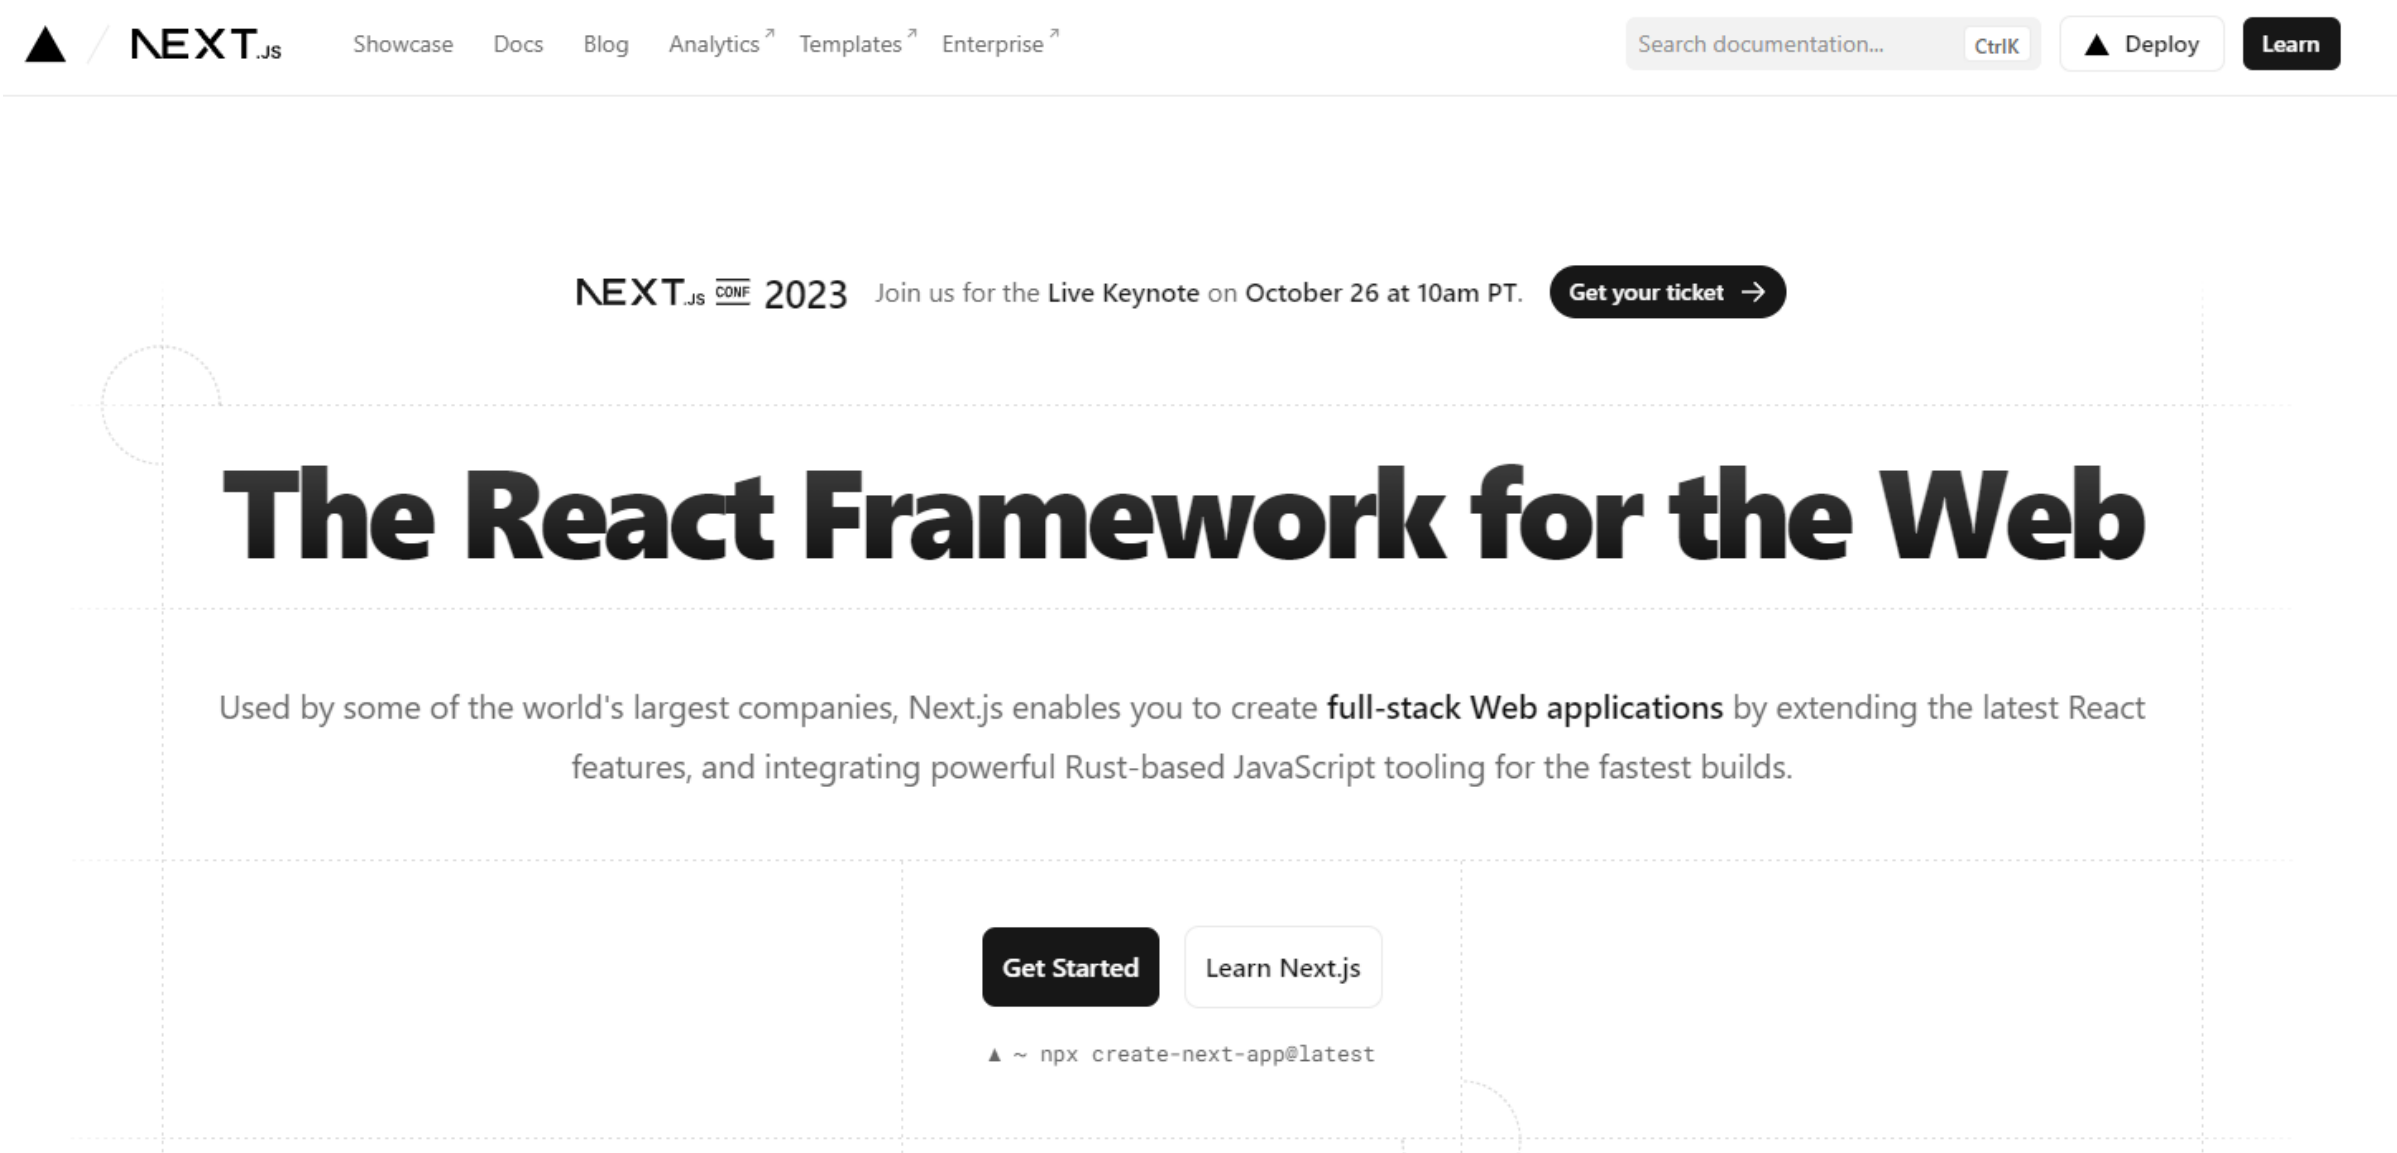 NEXT.JS Showcase Docs Blog Analytics↗ Templates↗ Enterprise↗ Search documentation... CtrlK Deploy Learn
NEXT.JS CONF 2023 Join us for the Live Keynote on October 26 at 10am PT. Get your ticket →
The React Framework for the Web
Used by some of the world's largest companies, Next.js enables you to create full-stack Web applications by extending the latest React
features, and integrating powerful Rust-based JavaScript tooling for the fastest builds.
Get Started Learn Next.js
▲ ~ npx create-next-app@latest